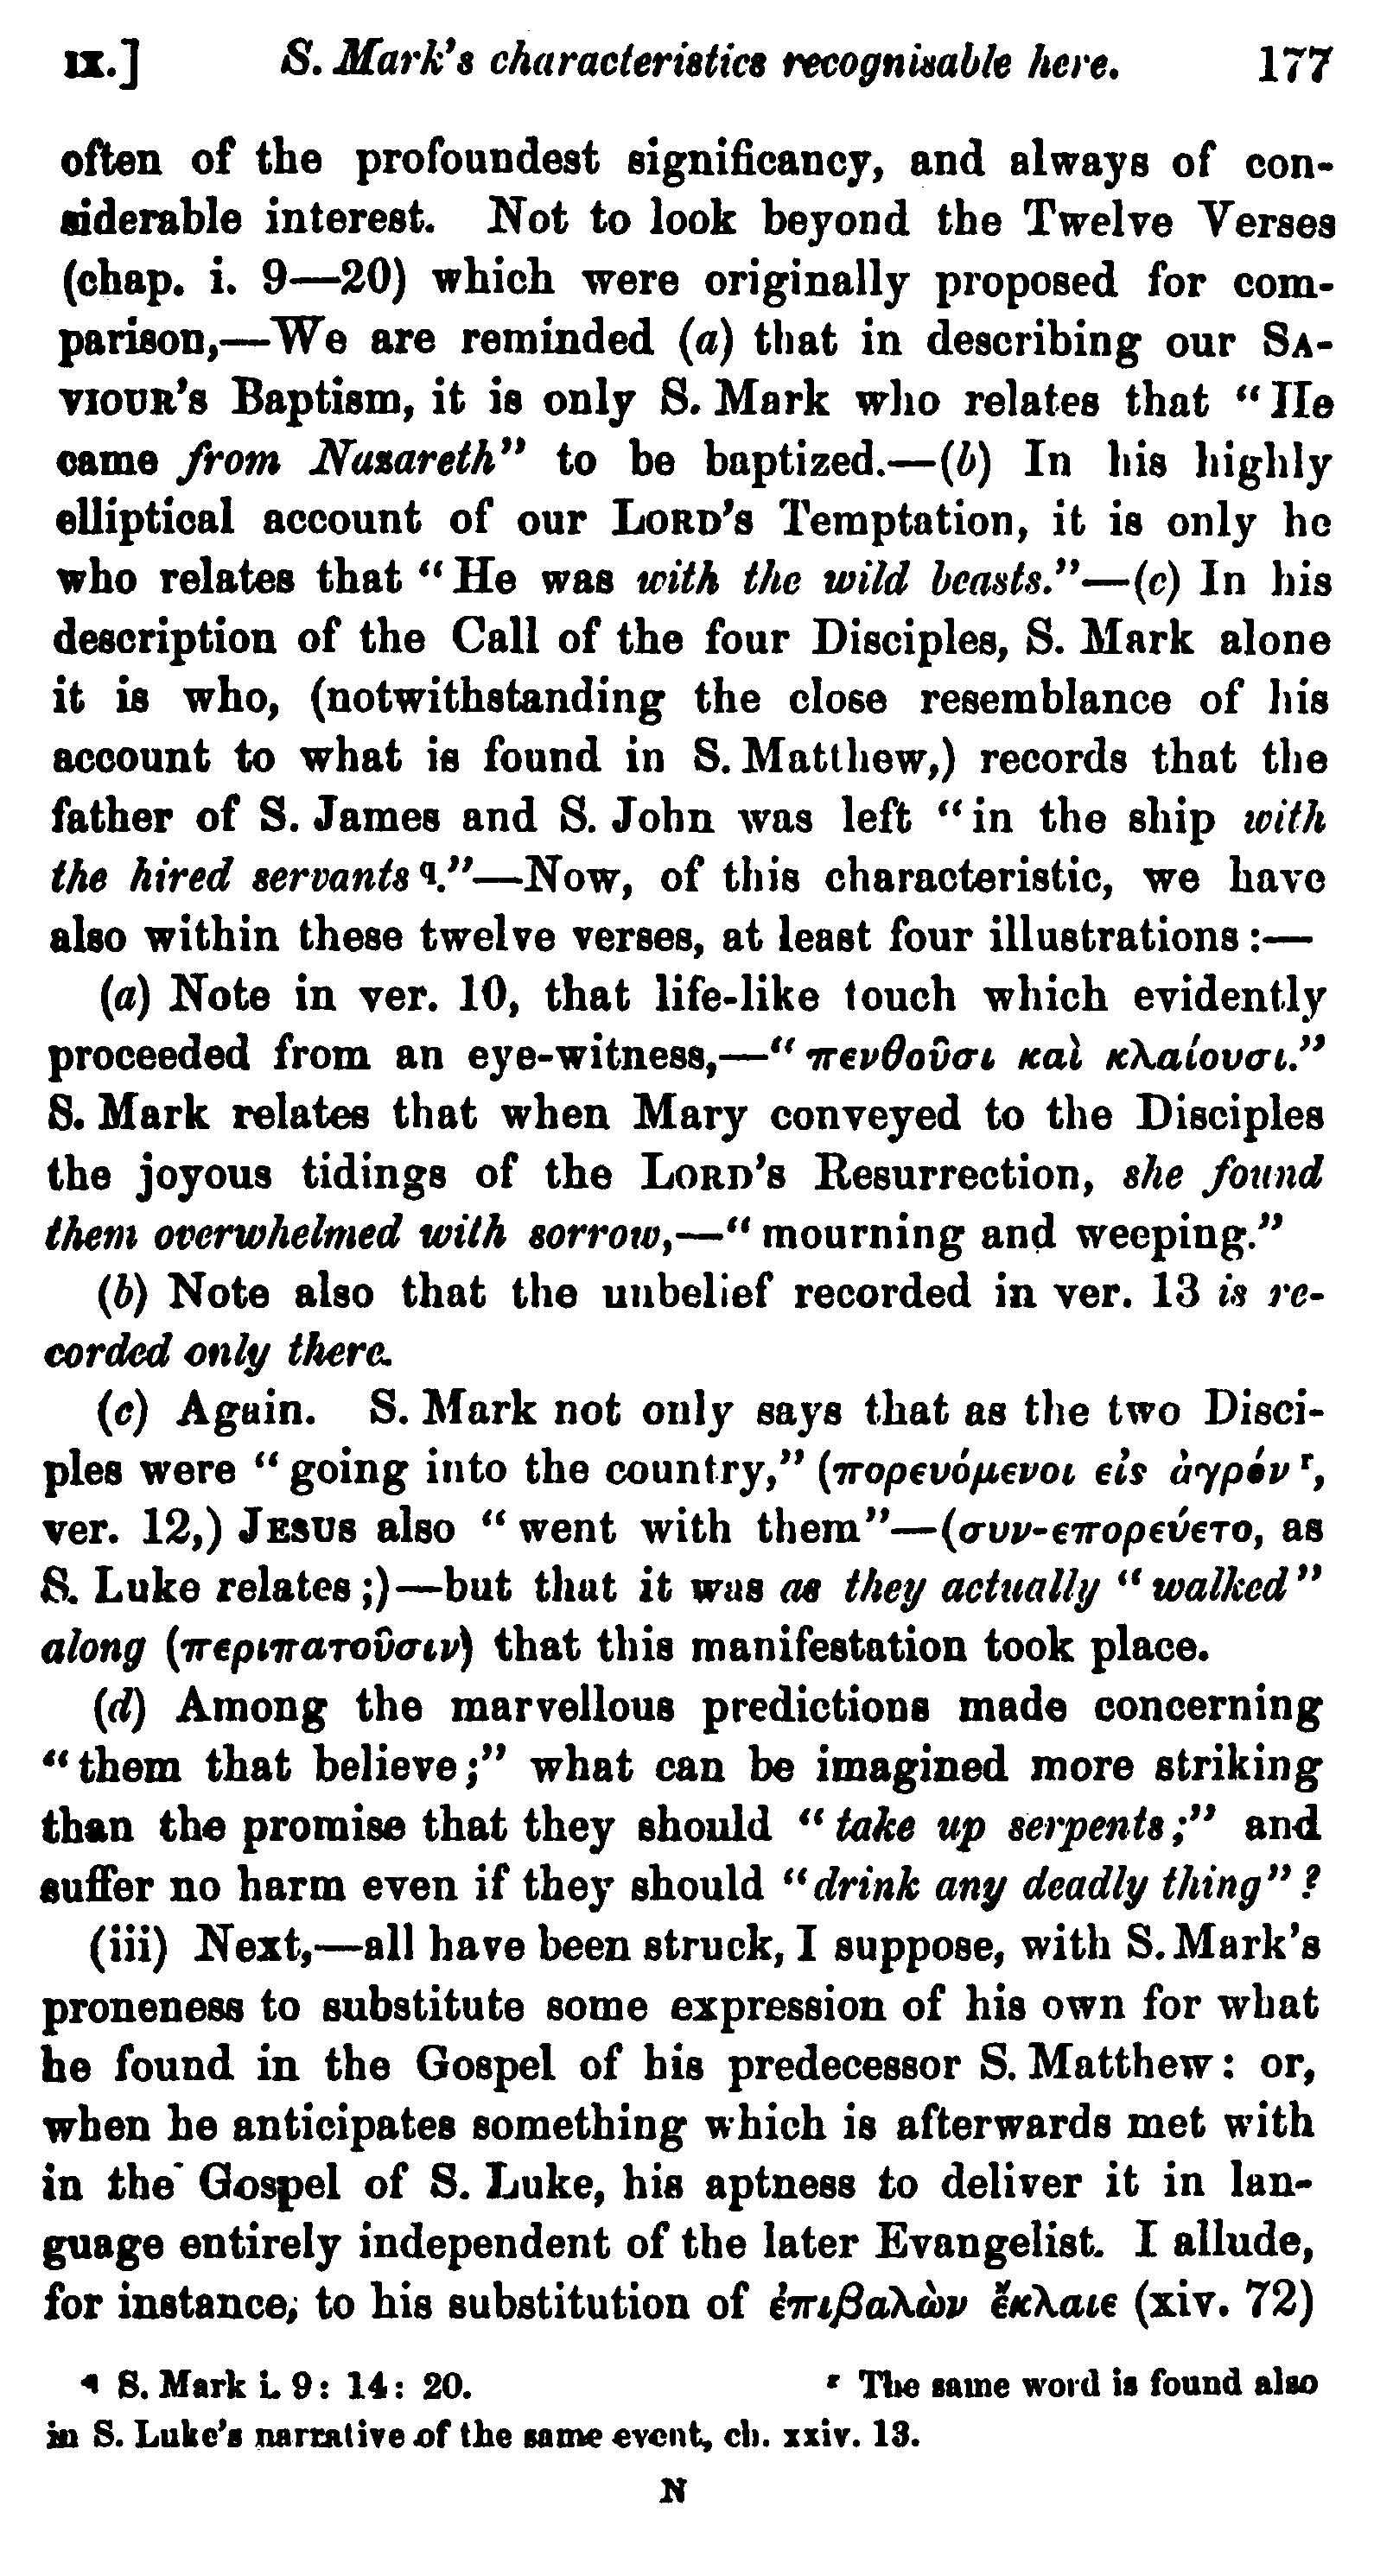 IX.] S. Mark's characteristics recognisable here. 177
often of the profoundest significancy, and always of con-
siderable interest. Not to look beyond the Twelve Verses
(chap. i. 9—20) which were originally proposed for com-
parison,—We are reminded (a) that in describing our SA-
VIOUR's Baptism, it is only S. Mark who relates that “He
came from Nazareth” to be baptized.—(b) In his highly
elliptical account of our LORD's Temptation, it is only he
who relates that “He was with the wild beasts.”—(c) In his
description of the Call of the four Disciples, S. Mark alone
it is who, (notwithstanding the close resemblance of his
account to what is found in S. Matthew,) records that the
father of S. James and S. John was left “in the ship with
the hired servants q.”—Now, of this characteristic, we have
also within these twelve verses, at least four illustrations:—
(a) Note in ver. 10, that life-like touch which evidently
proceeded from an eye-witness,—“πενθοῦσι καὶ κλαίουσι.”
S. Mark relates that when Mary conveyed to the Disciples
the joyous tidings of the LORD's Resurrection, she found
them overwhelmed with sorrow,—“mourning and weeping.”
(b) Note also that the unbelief recorded in ver. 13 is re-
corded only there.
(c) Again. S. Mark not only says that as the two Disci-
ples were “going into the country,” (πορευόμενοι εἰς ἀγρόν r,
ver. 12,) JESUS also “went with them”—(συν-επορεύετο, as
S. Luke relates;)—but that it was as they actually “walked”
along (περιπατοῦσιν) that this manifestation took place.
(d) Among the marvellous predictions made concerning
“them that believe;” what can be imagined more striking
than the promise that they should “take up serpents;” and
suffer no harm even if they should “drink any deadly thing”?
(iii) Next,—all have been struck, I suppose, with S. Mark's
proneness to substitute some expression of his own for what
he found in the Gospel of his predecessor S. Matthew: or,
when he anticipates something which is afterwards met with
in the Gospel of S. Luke, his aptness to deliver it in lan-
guage entirely independent of the later Evangelist. I allude,
for instance, to his substitution of ἐπιβαλὼν ἔκλαιε (xiv. 72)
q S. Mark i. 9: 14: 20. r The same word is found also
in S. Luke's narrative of the same event, ch. xxiv. 13.
N